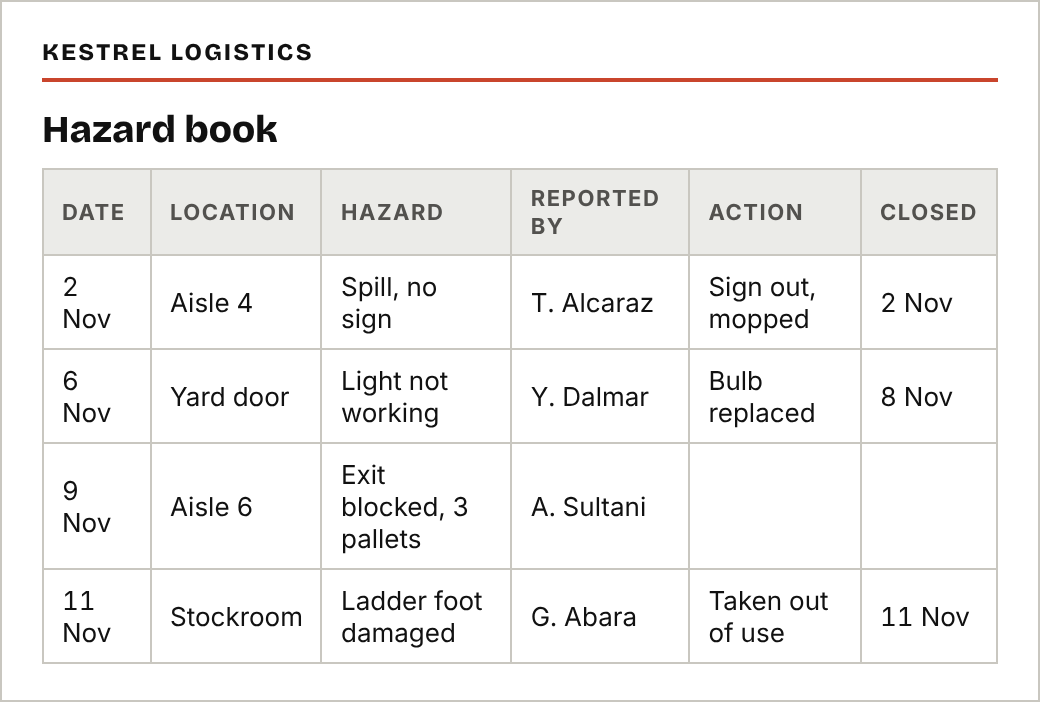 KESTREL LOGISTICS
Hazard book
DATE LOCATION HAZARD REPORTED BY ACTION CLOSED
2 Nov Aisle 4 Spill, no sign T. Alcaraz Sign out, mopped 2 Nov
6 Nov Yard door Light not working Y. Dalmar Bulb replaced 8 Nov
9 Nov Aisle 6 Exit blocked, 3 pallets A. Sultani
11 Nov Stockroom Ladder foot damaged G. Abara Taken out of use 11 Nov